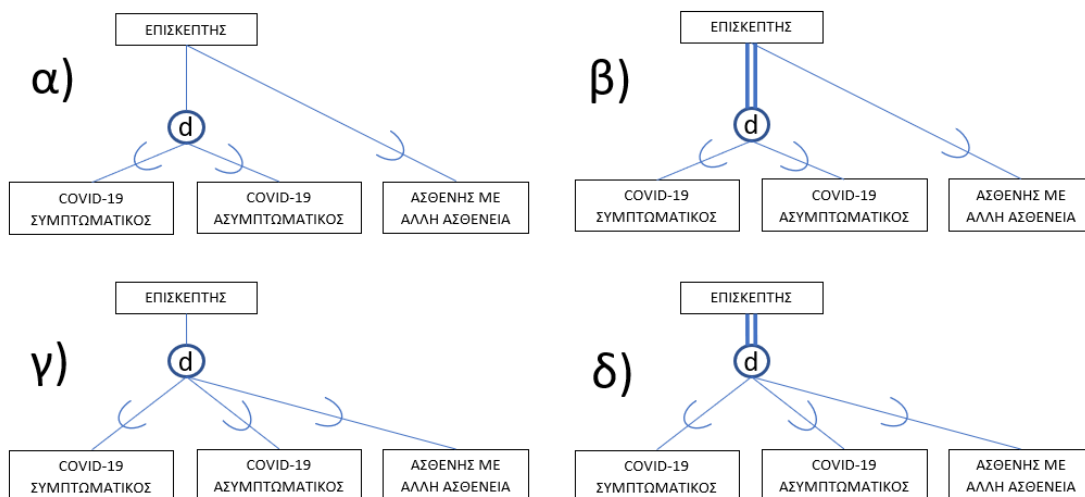 ΕΠΙΣΚΕΠΤΗΣ
α)
d
COVID-19
ΣΥΜΠΤΩΜΑΤΙΚΟΣ
COVID-19
ΑΣΥΜΠΤΩΜΑΤΙΚΟΣ
ΑΣΘΕΝΗΣ ΜΕ
ΑΛΛΗ ΑΣΘΕΝΕΙΑ
ΕΠΙΣΚΕΠΤΗΣ
β)
d
COVID-19
ΣΥΜΠΤΩΜΑΤΙΚΟΣ
COVID-19
ΑΣΥΜΠΤΩΜΑΤΙΚΟΣ
ΑΣΘΕΝΗΣ ΜΕ
ΑΛΛΗ ΑΣΘΕΝΕΙΑ
ΕΠΙΣΚΕΠΤΗΣ
γ)
d
COVID-19
ΣΥΜΠΤΩΜΑΤΙΚΟΣ
COVID-19
ΑΣΥΜΠΤΩΜΑΤΙΚΟΣ
ΑΣΘΕΝΗΣ ΜΕ
ΑΛΛΗ ΑΣΘΕΝΕΙΑ
ΕΠΙΣΚΕΠΤΗΣ
δ)
d
COVID-19
ΣΥΜΠΤΩΜΑΤΙΚΟΣ
COVID-19
ΑΣΥΜΠΤΩΜΑΤΙΚΟΣ
ΑΣΘΕΝΗΣ ΜΕ
ΑΛΛΗ ΑΣΘΕΝΕΙΑ